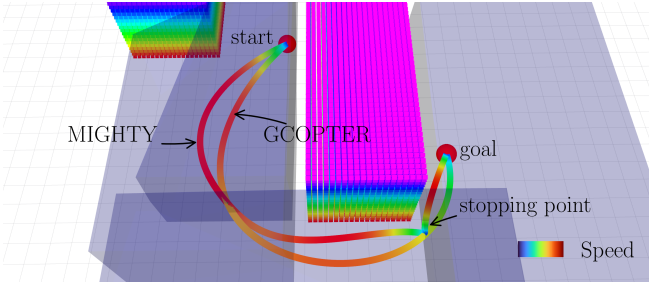 start
MIGHTY
GCOPTER
goal
stopping point
Speed